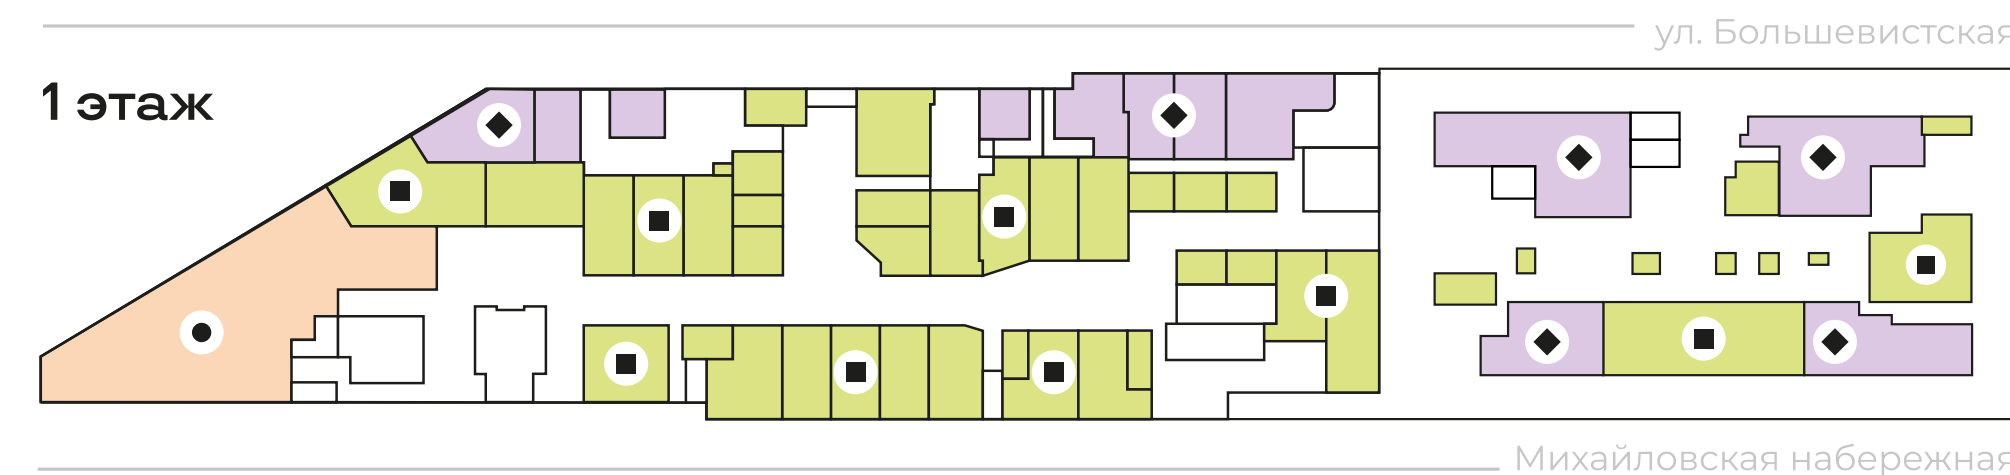 ул. Большевистская
1 этаж
Михайловская набережная